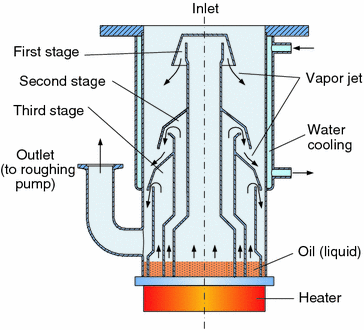 Inlet
First stage
Second stage
Third stage
Outlet
(to roughing
pump)
Vapor jet
Water
cooling
Oil (liquid)
Heater